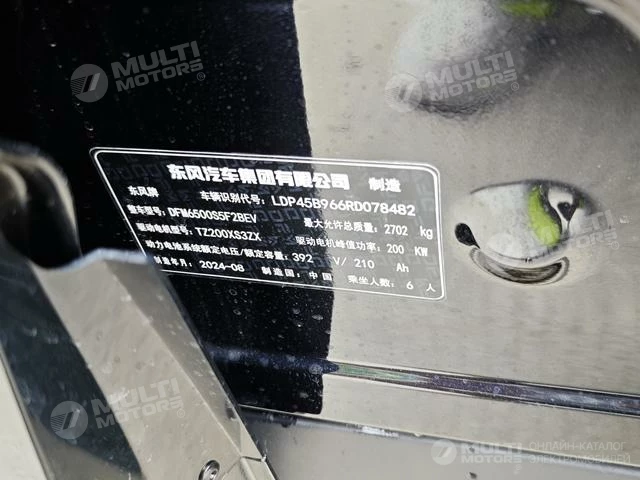 MULTI
MOTORS®
MULTI
MOTORS®
东风汽车集团有限公司 制造
东风牌 车辆识别代号: LDP45B966RD078482
整车型号: DFM6500S5F2BEV 最大允许总质量: 2702 kg
驱动电机型号: TZ200XS3ZX 驱动电机峰值功率: 200 KW
动力电池系统额定电压/额定容量: 392 V/ 210 Ah
制造年月: 2024-08 制造国: 中国 乘坐人数: 6 人
MULTI
MOTORS®
MULTI
MOTORS®
ОНЛАЙН-КАТАЛОГ
ЭЛЕКТРОМОБИЛЕЙ